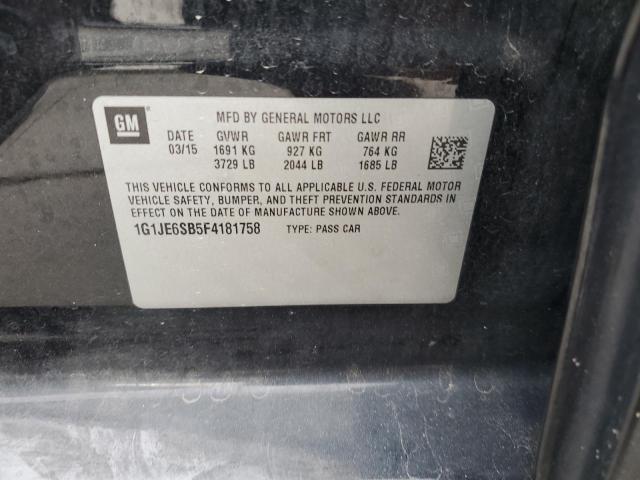 GM
MFD BY GENERAL MOTORS LLC
DATE GVWR GAWR FRT GAWR RR
03/15 1691 KG 927 KG 764 KG
3729 LB 2044 LB 1685 LB
THIS VEHICLE CONFORMS TO ALL APPLICABLE U.S. FEDERAL MOTOR
VEHICLE SAFETY, BUMPER, AND THEFT PREVENTION STANDARDS IN
EFFECT ON THE DATE OF MANUFACTURE SHOWN ABOVE.
1G1JE6SB5F4181758 TYPE: PASS CAR